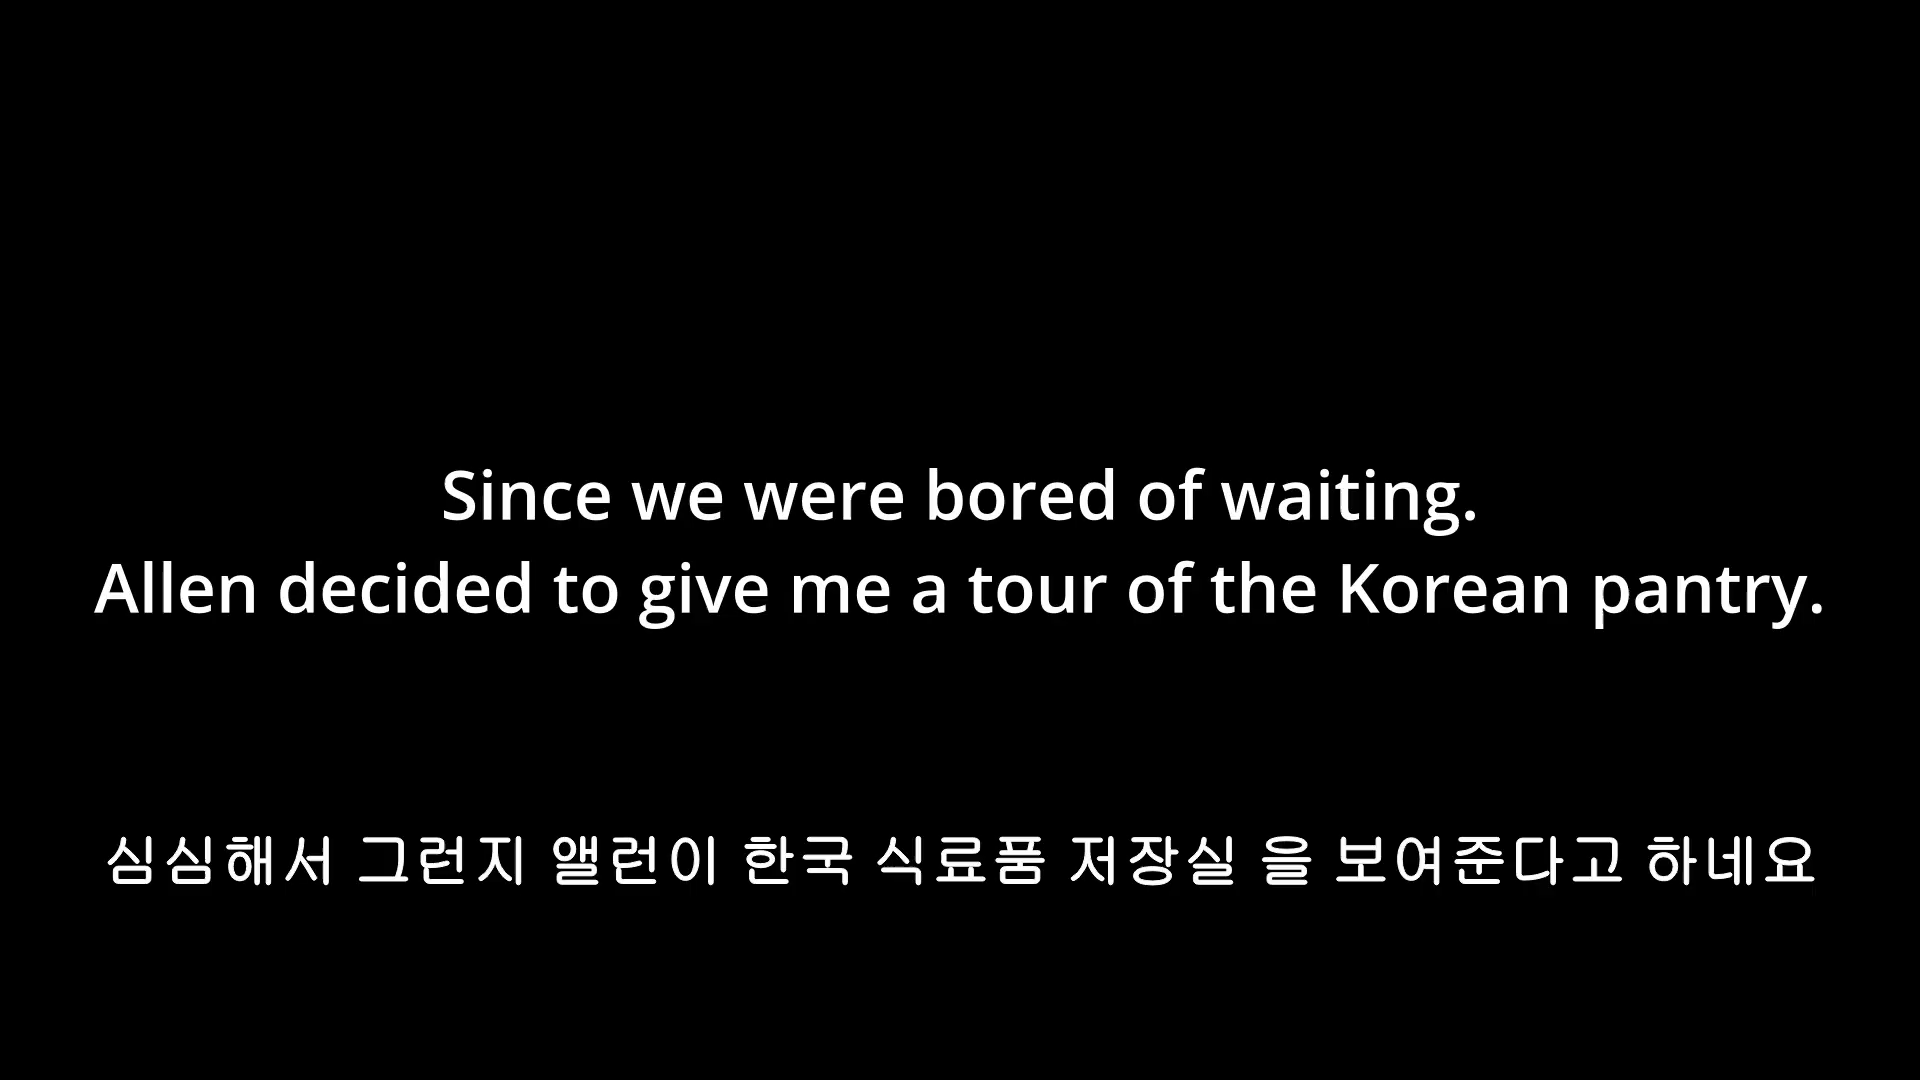 Since we were bored of waiting.
Allen decided to give me a tour of the Korean pantry.
심심해서 그런지 앨런이 한국 식료품 저장실 을 보여준다고 하네요